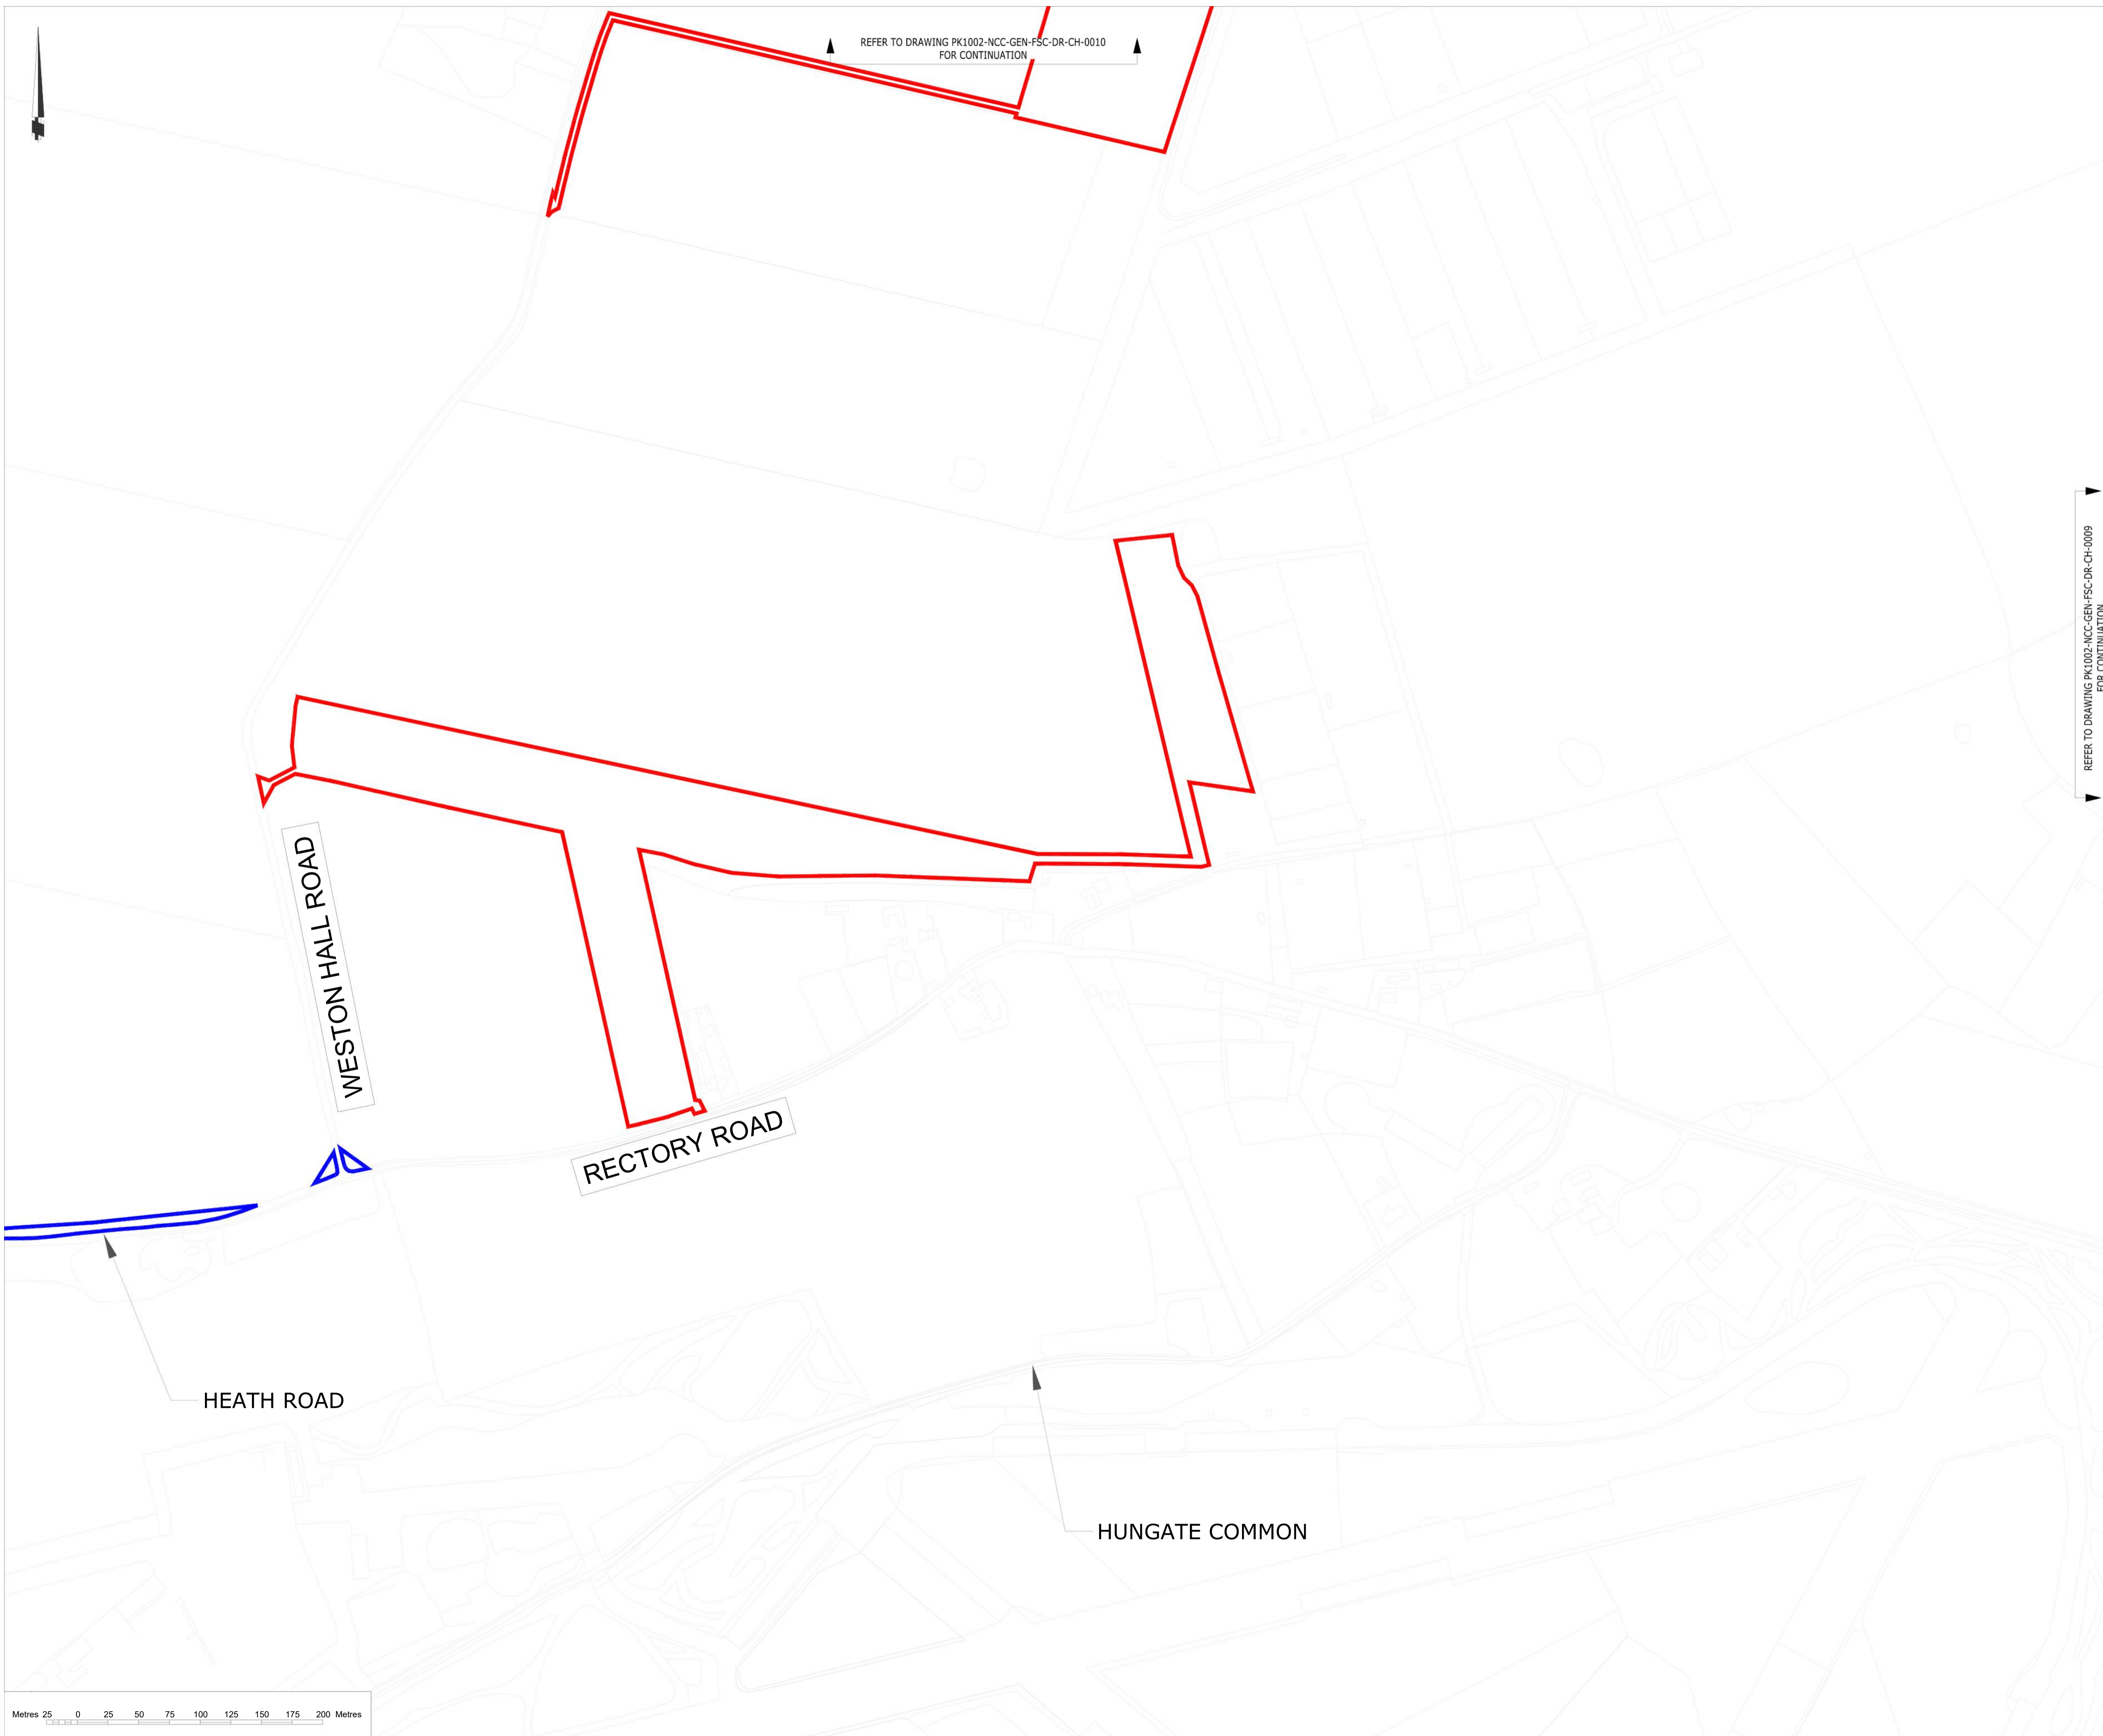 REFER TO DRAWING PK1002-NCC-GEN-FSC-DR-CH-0010
FOR CONTINUATION
REFER TO DRAWING PK1002-NCC-GEN-FSC-DR-CH-0009
FOR CONTINUATION
WESTON HALL ROAD
RECTORY ROAD
HEATH ROAD
HUNGATE COMMON
Metres 25 0 25 50 75 100 125 150 175 200 Metres